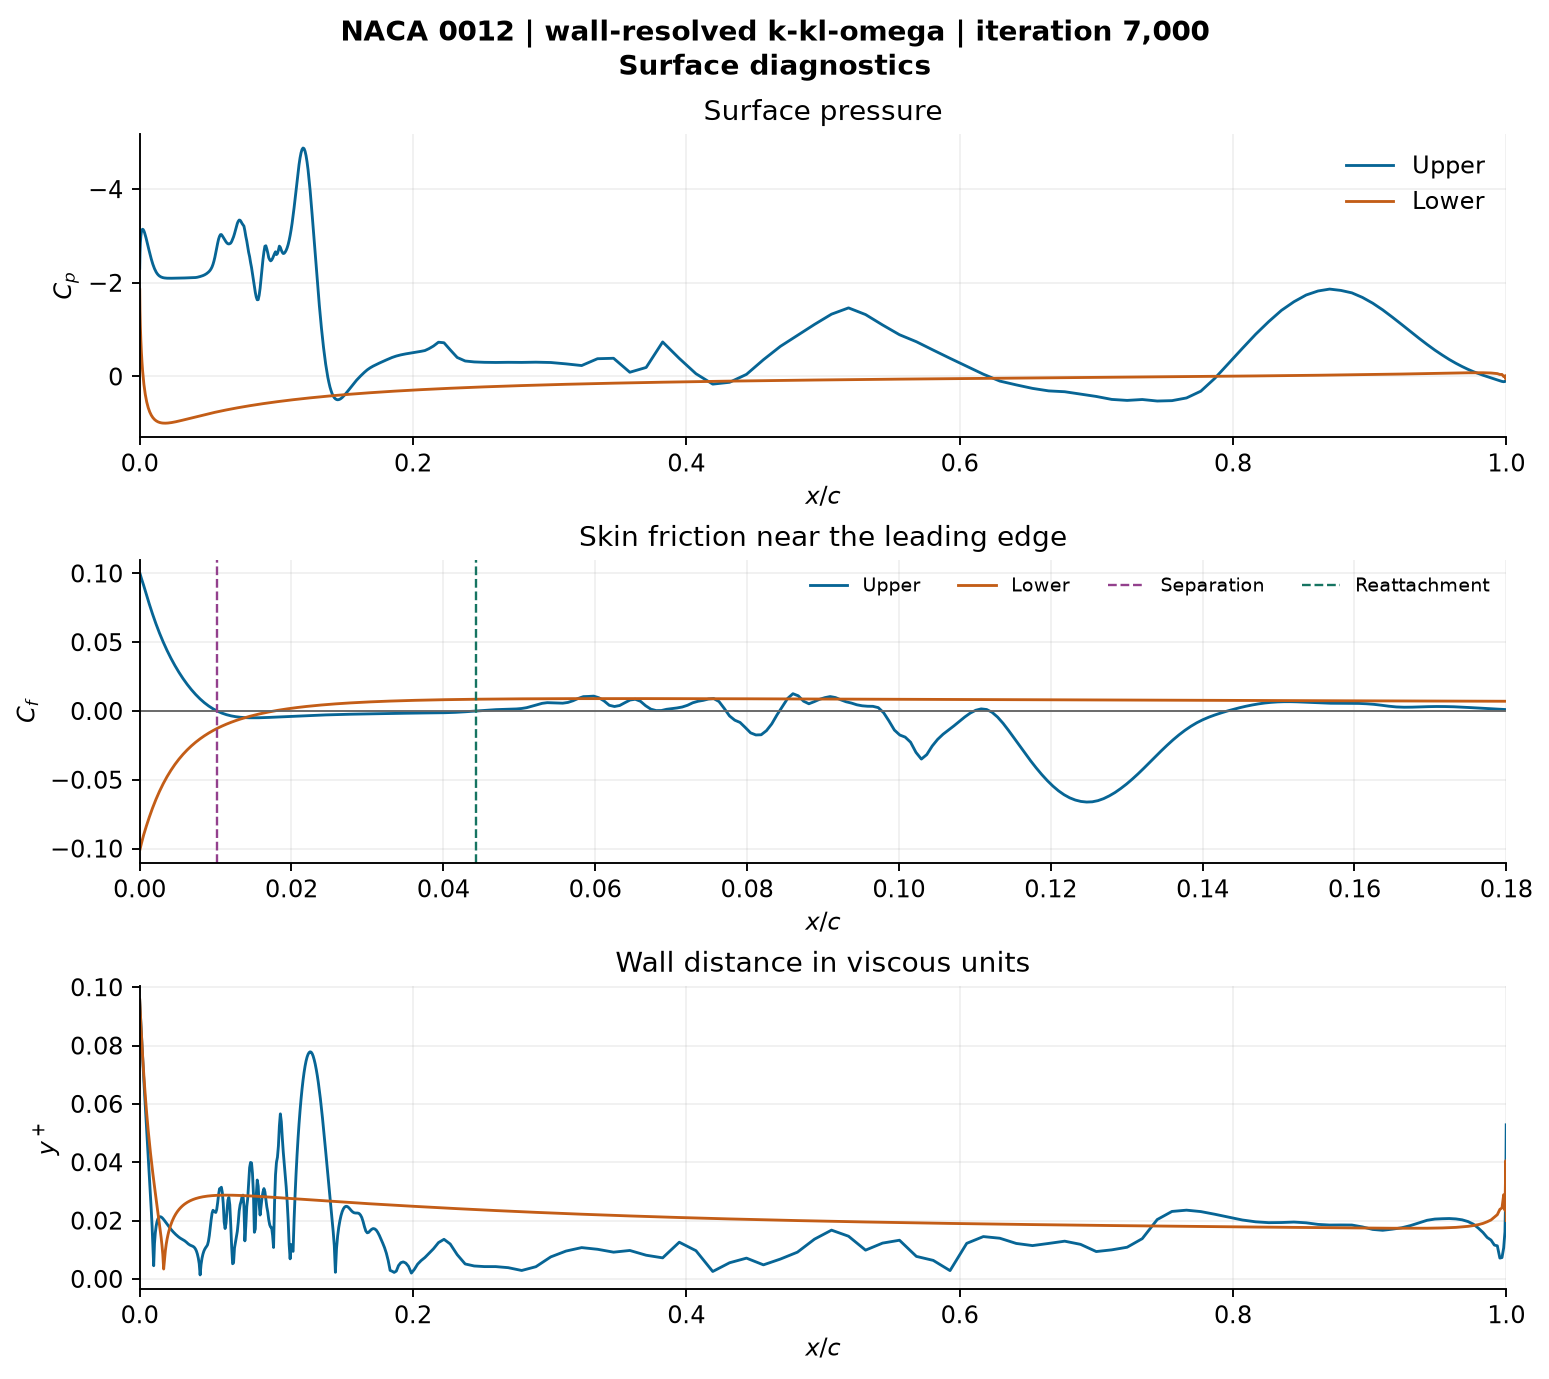 NACA 0012 | wall-resolved k-kl-omega | iteration 7,000
Surface diagnostics
Surface pressure
−4
−2
0
Cp
Upper
Lower
0.0 0.2 0.4 0.6 0.8 1.0
x/c
Skin friction near the leading edge
0.10
0.05
0.00
−0.05
−0.10
Cf
Upper Lower Separation Reattachment
0.00 0.02 0.04 0.06 0.08 0.10 0.12 0.14 0.16 0.18
x/c
Wall distance in viscous units
0.10
0.08
0.06
0.04
0.02
0.00
y+
0.0 0.2 0.4 0.6 0.8 1.0
x/c